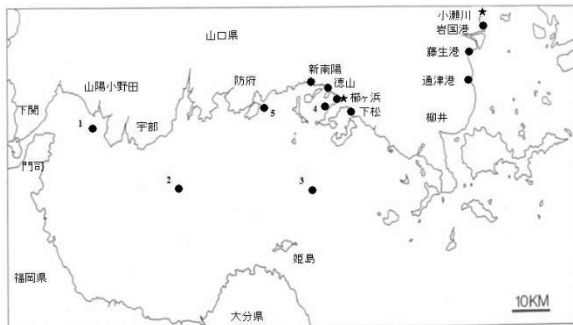 小瀬川
岩国港
山口県
藤生港
新南陽
防府
徳山
山陽小野田
通津港
櫛ヶ浜
4
下関
5
下松
宇部
柳井
1
門司
2
3
姫島
福岡県
10KM
大分県